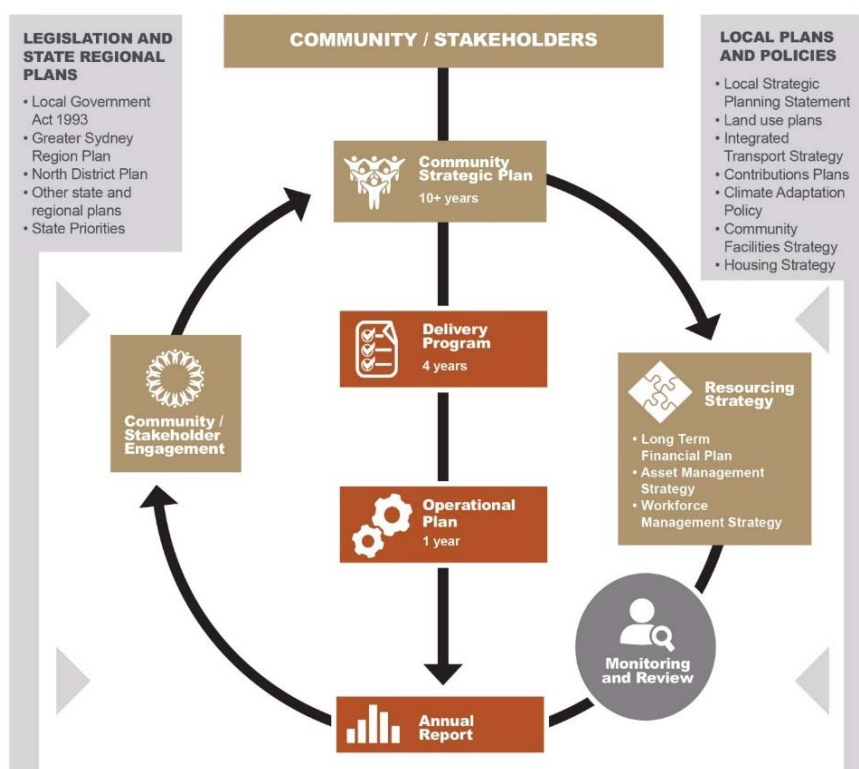 LEGISLATION AND
STATE REGIONAL
PLANS
• Local Government
Act 1993
• Greater Sydney
Region Plan
• North District Plan
• Other state and
regional plans
• State Priorities
COMMUNITY / STAKEHOLDERS
LOCAL PLANS
AND POLICIES
• Local Strategic
Planning Statement
• Land use plans
• Integrated
Transport Strategy
• Contributions Plans
• Climate Adaptation
Policy
• Community
Facilities Strategy
• Housing Strategy
Community
Strategic Plan
10+ years
Delivery
Program
4 years
Community /
Stakeholder
Engagement
Resourcing
Strategy
• Long Term
Financial Plan
• Asset Management
Strategy
• Workforce
Management Strategy
Operational
Plan
1 year
Monitoring
and Review
Annual
Report